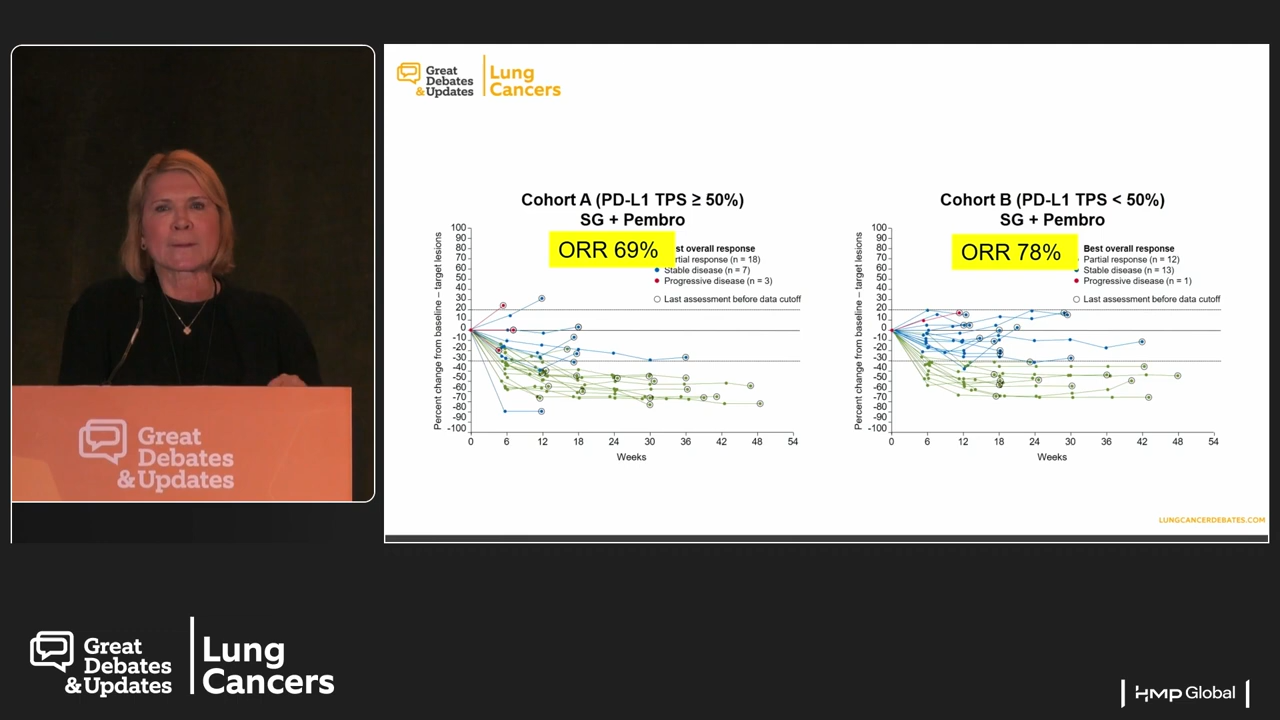 Great
Debates
& Updates
Lung
Cancers
Cohort A (PD-L1 TPS ≥ 50%)
SG + Pembro
ORR 69%
Best overall response
Partial response (n = 18)
Stable disease (n = 7)
Progressive disease (n = 3)
Last assessment before data cutoff
Percent change from baseline – target lesions
100
90
80
70
60
50
40
30
20
10
0
-10
-20
-30
-40
-50
-60
-70
-80
-90
-100
0 6 12 18 24 30 36 42 48 54
Weeks
Cohort B (PD-L1 TPS < 50%)
SG + Pembro
ORR 78%
Best overall response
Partial response (n = 12)
Stable disease (n = 13)
Progressive disease (n = 1)
Last assessment before data cutoff
Percent change from baseline – target lesions
100
90
80
70
60
50
40
30
20
10
0
-10
-20
-30
-40
-50
-60
-70
-80
-90
-100
0 6 12 18 24 30 36 42 48 54
Weeks
LUNGCANCERDEBATES.COM
Great
Debates
& Updates
Great
Debates
& Updates
Lung
Cancers
HMP Global